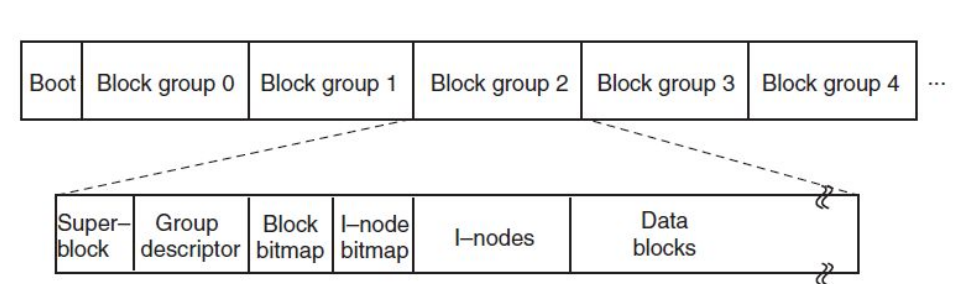 Boot Block group 0 Block group 1 Block group 2 Block group 3 Block group 4 ...
Super– Group Block I–node I–nodes Data
block descriptor bitmap bitmap blocks